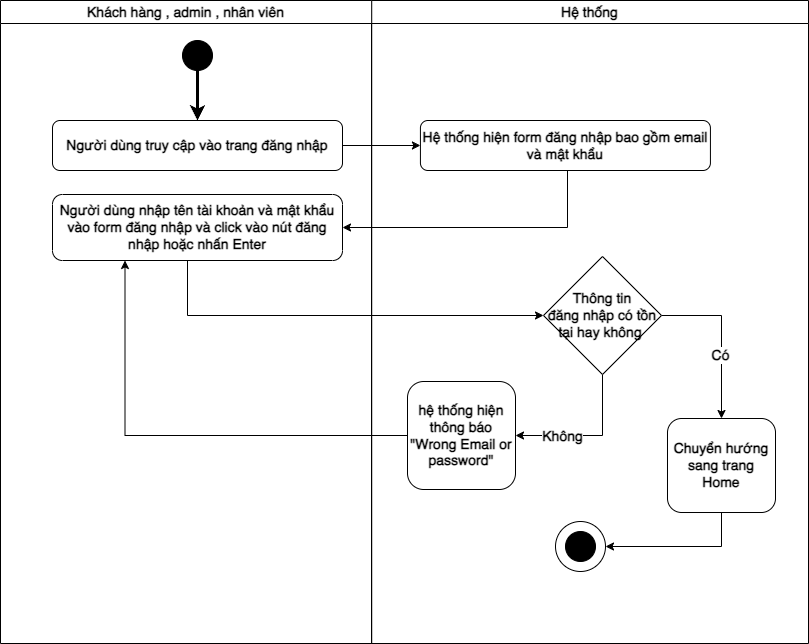 Khách hàng , admin , nhân viên
Hệ thống
Người dùng truy cập vào trang đăng nhập
Hệ thống hiện form đăng nhập bao gồm email
và mật khẩu
Người dùng nhập tên tài khoản và mật khẩu
vào form đăng nhập và click vào nút đăng
nhập hoặc nhấn Enter
Thông tin
đăng nhập có tồn
tại hay không
Có
hệ thống hiện
thông báo
"Wrong Email or
password"
Không
Chuyển hướng
sang trang
Home